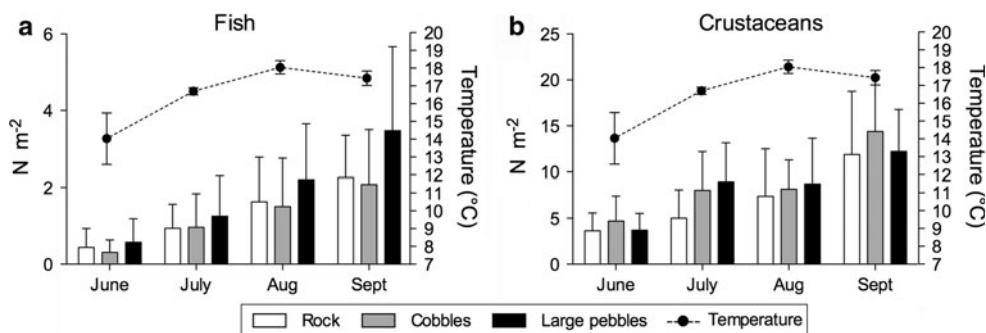 a
Fish
N m⁻²
6
4
2
0
June
July
Aug
Sept
20
19
18
17
16
15
14
13
12
11
10
9
8
7
Temperature (°C)
b
Crustaceans
N m⁻²
25
20
15
10
5
0
June
July
Aug
Sept
20
19
18
17
16
15
14
13
12
11
10
9
8
7
Temperature (°C)
Rock
Cobbles
Large pebbles
Temperature